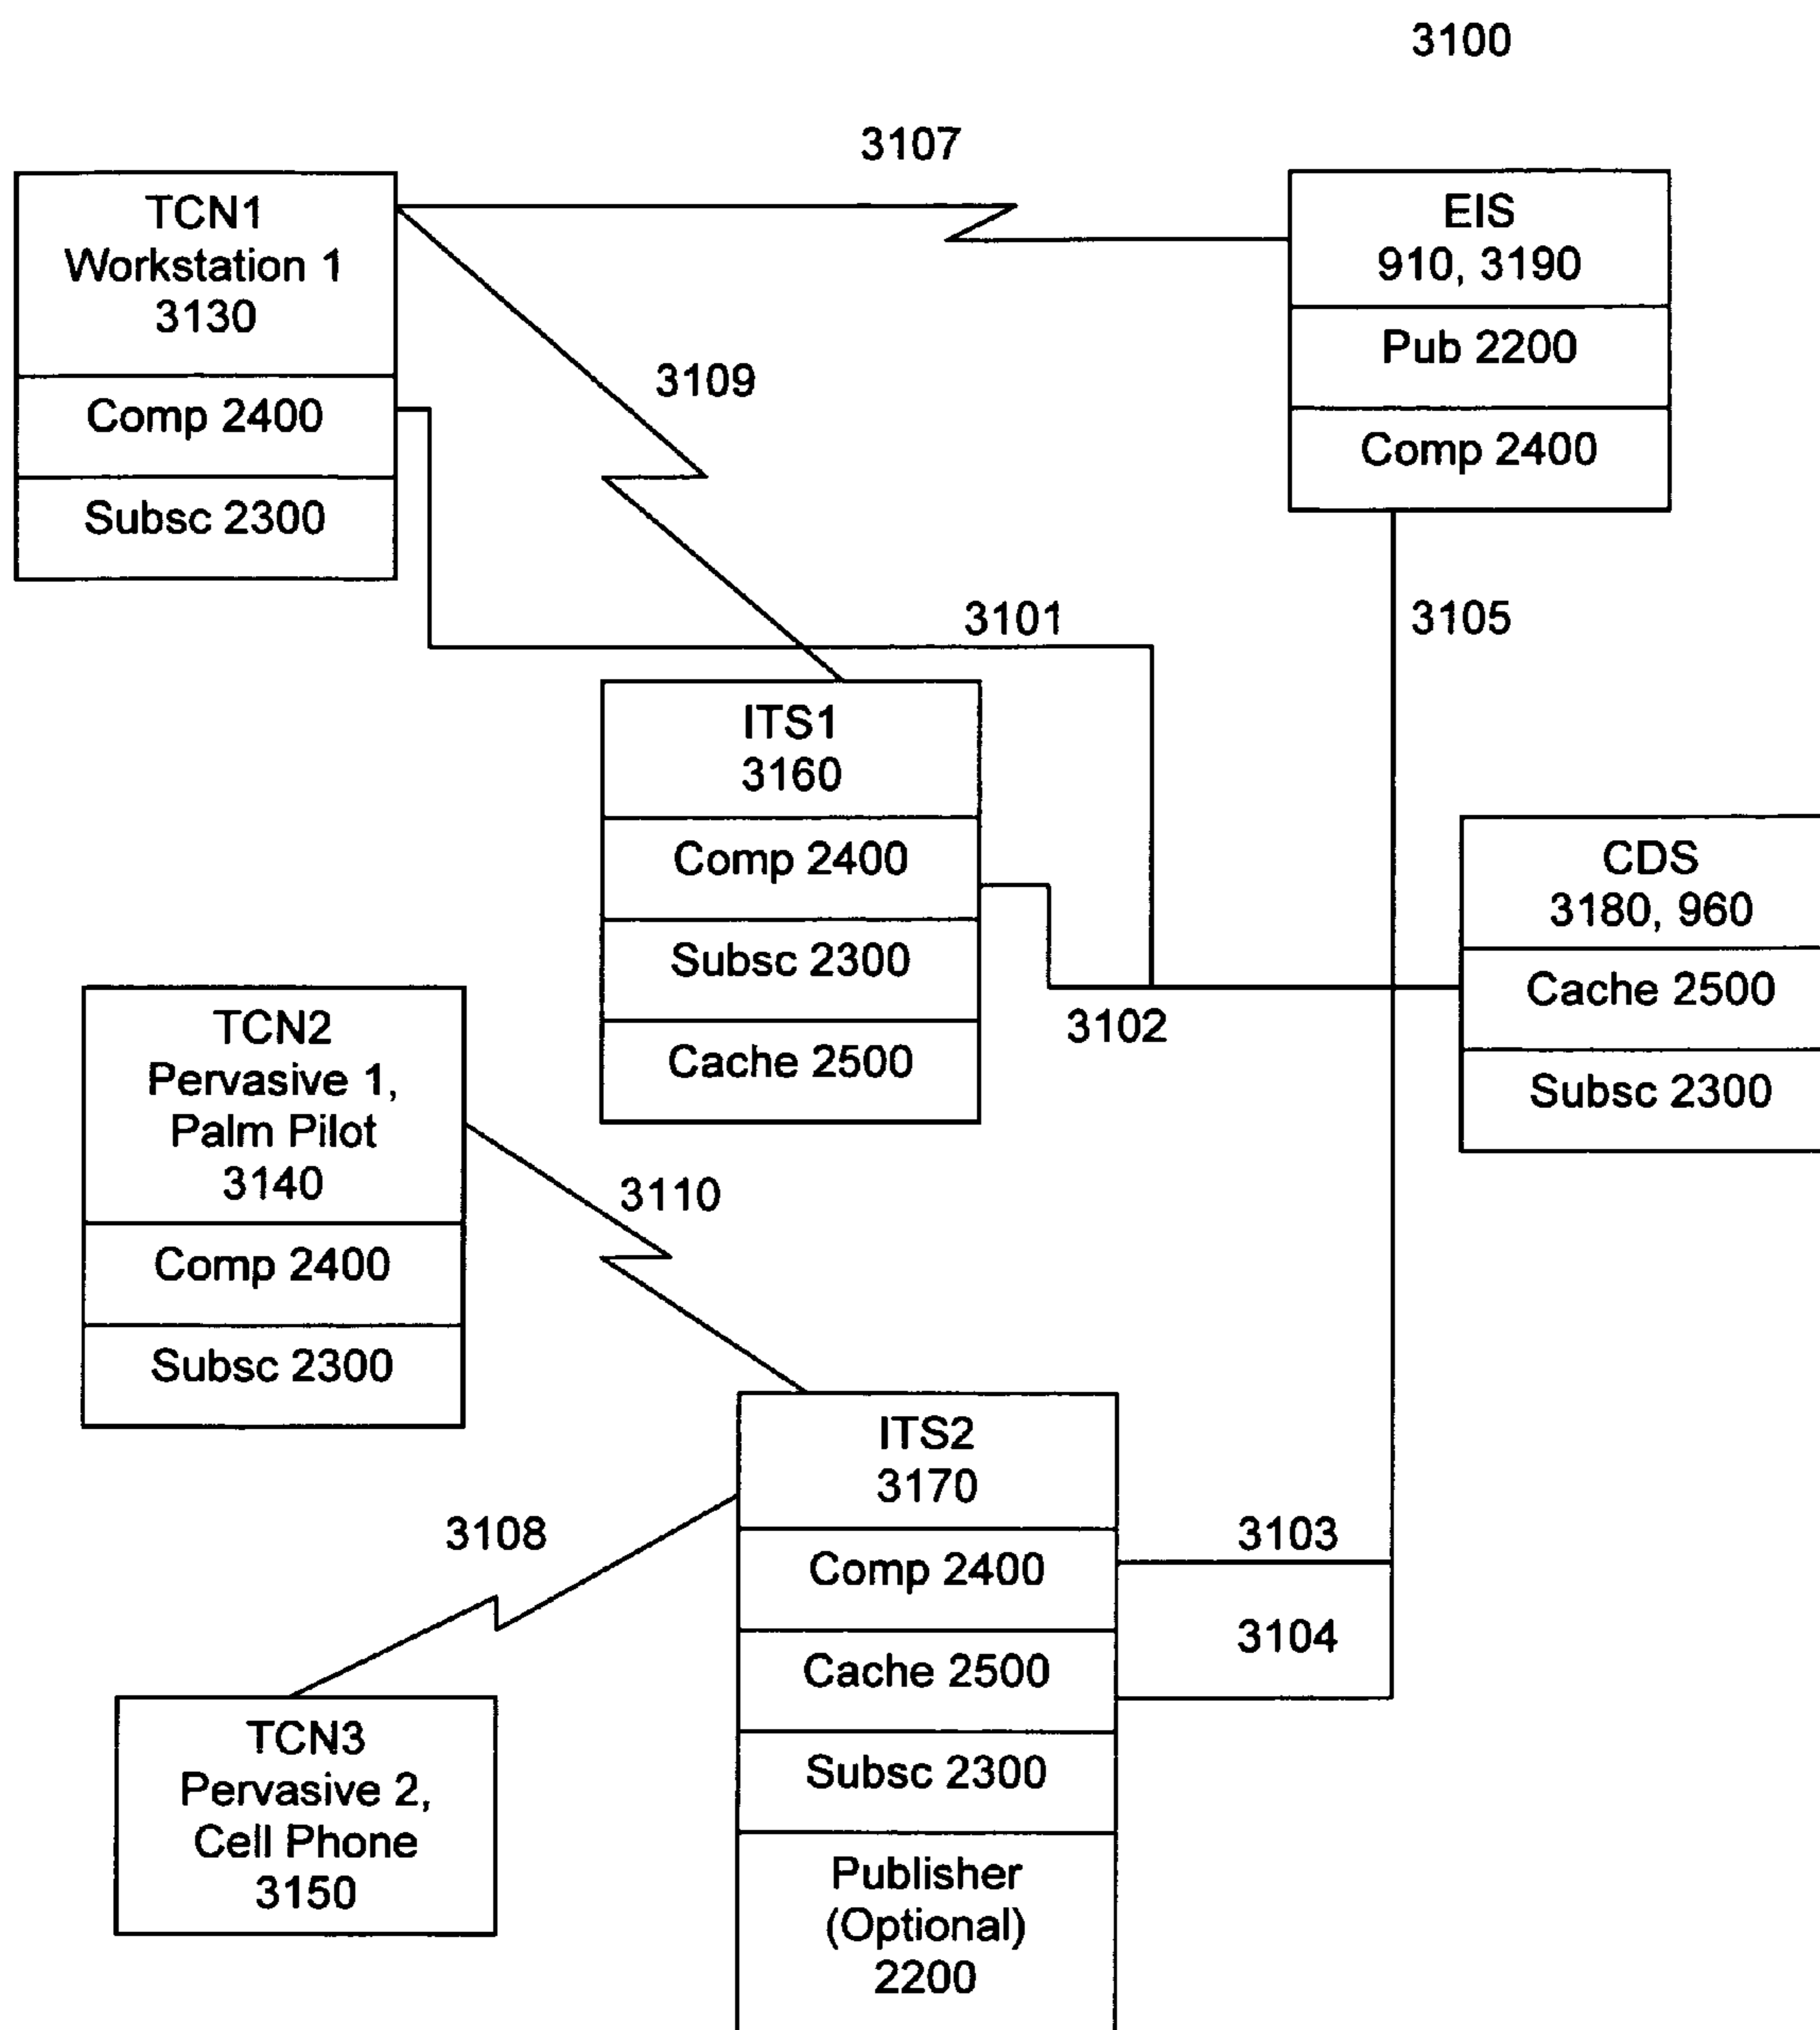 3100
3107
TCN1
Workstation 1
3130
Comp 2400
Subsc 2300
EIS
910, 3190
Pub 2200
Comp 2400
3109
3101
3105
ITS1
3160
Comp 2400
Subsc 2300
Cache 2500
3102
CDS
3180, 960
Cache 2500
Subsc 2300
TCN2
Pervasive 1,
Palm Pilot
3140
Comp 2400
Subsc 2300
3110
ITS2
3170
Comp 2400
Cache 2500
Subsc 2300
Publisher
(Optional)
2200
3103
3104
3108
TCN3
Pervasive 2,
Cell Phone
3150